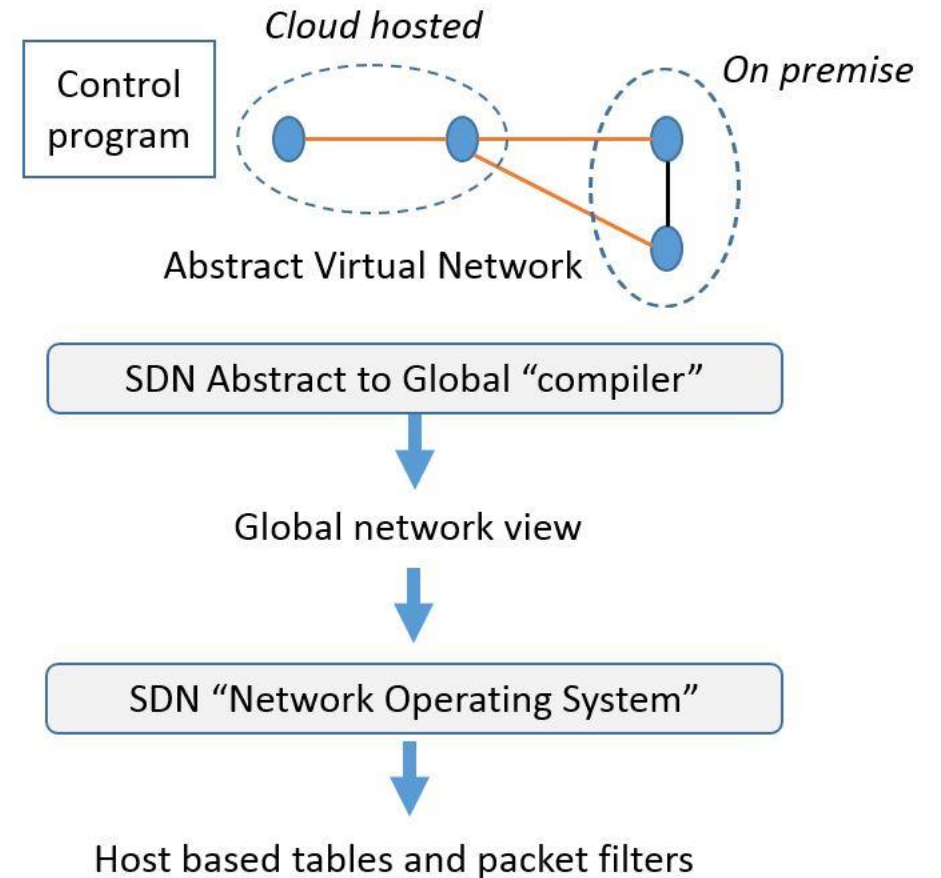 Cloud hosted
On premise
Control
program
Abstract Virtual Network
SDN Abstract to Global “compiler”
Global network view
SDN “Network Operating System”
Host based tables and packet filters